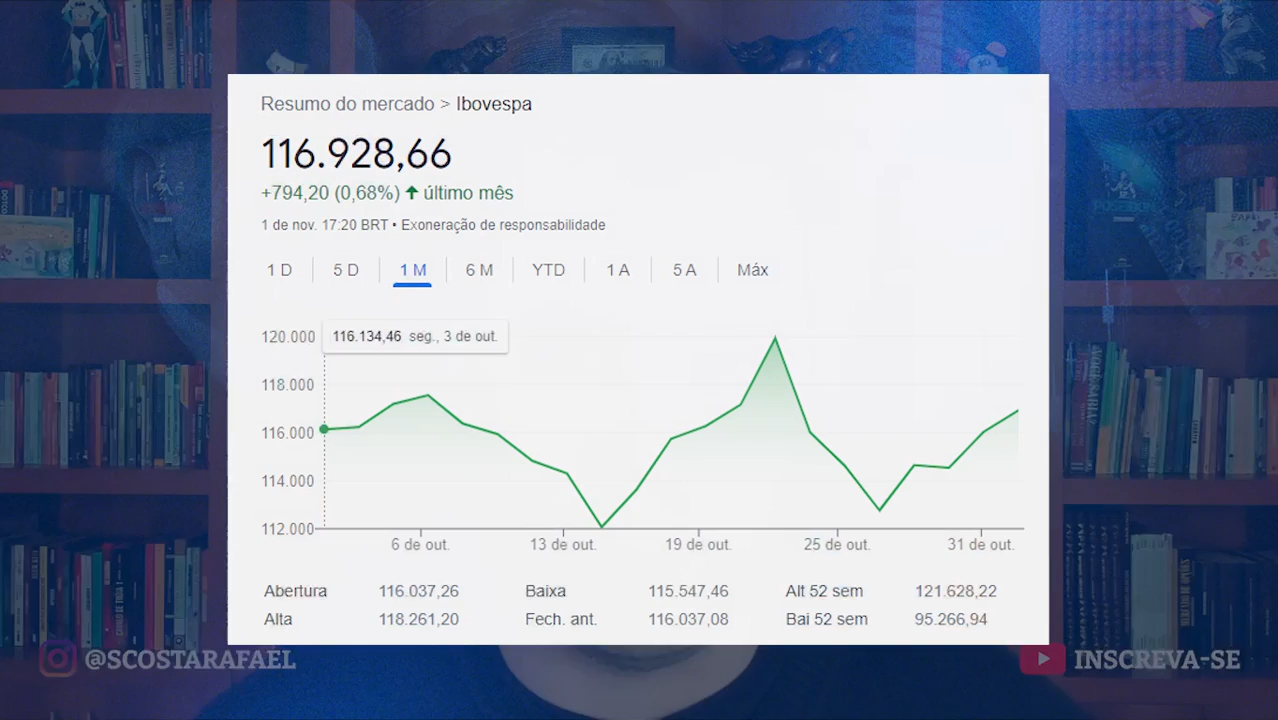 Resumo do mercado > Ibovespa
116.928,66
+794,20 (0,68%) ↑ último mês
1 de nov. 17:20 BRT • Exoneração de responsabilidade
1 D 5 D 1 M 6 M YTD 1 A 5 A Máx
116.134,46 seg., 3 de out.
120.000
118.000
116.000
114.000
112.000
6 de out. 13 de out. 19 de out. 25 de out. 31 de out.
Abertura 116.037,26 Baixa 115.547,46 Alt 52 sem 121.628,22
Alta 118.261,20 Fech. ant. 116.037,08 Bai 52 sem 95.266,94
@SCOSTARAFAEL
INSCREVA-SE